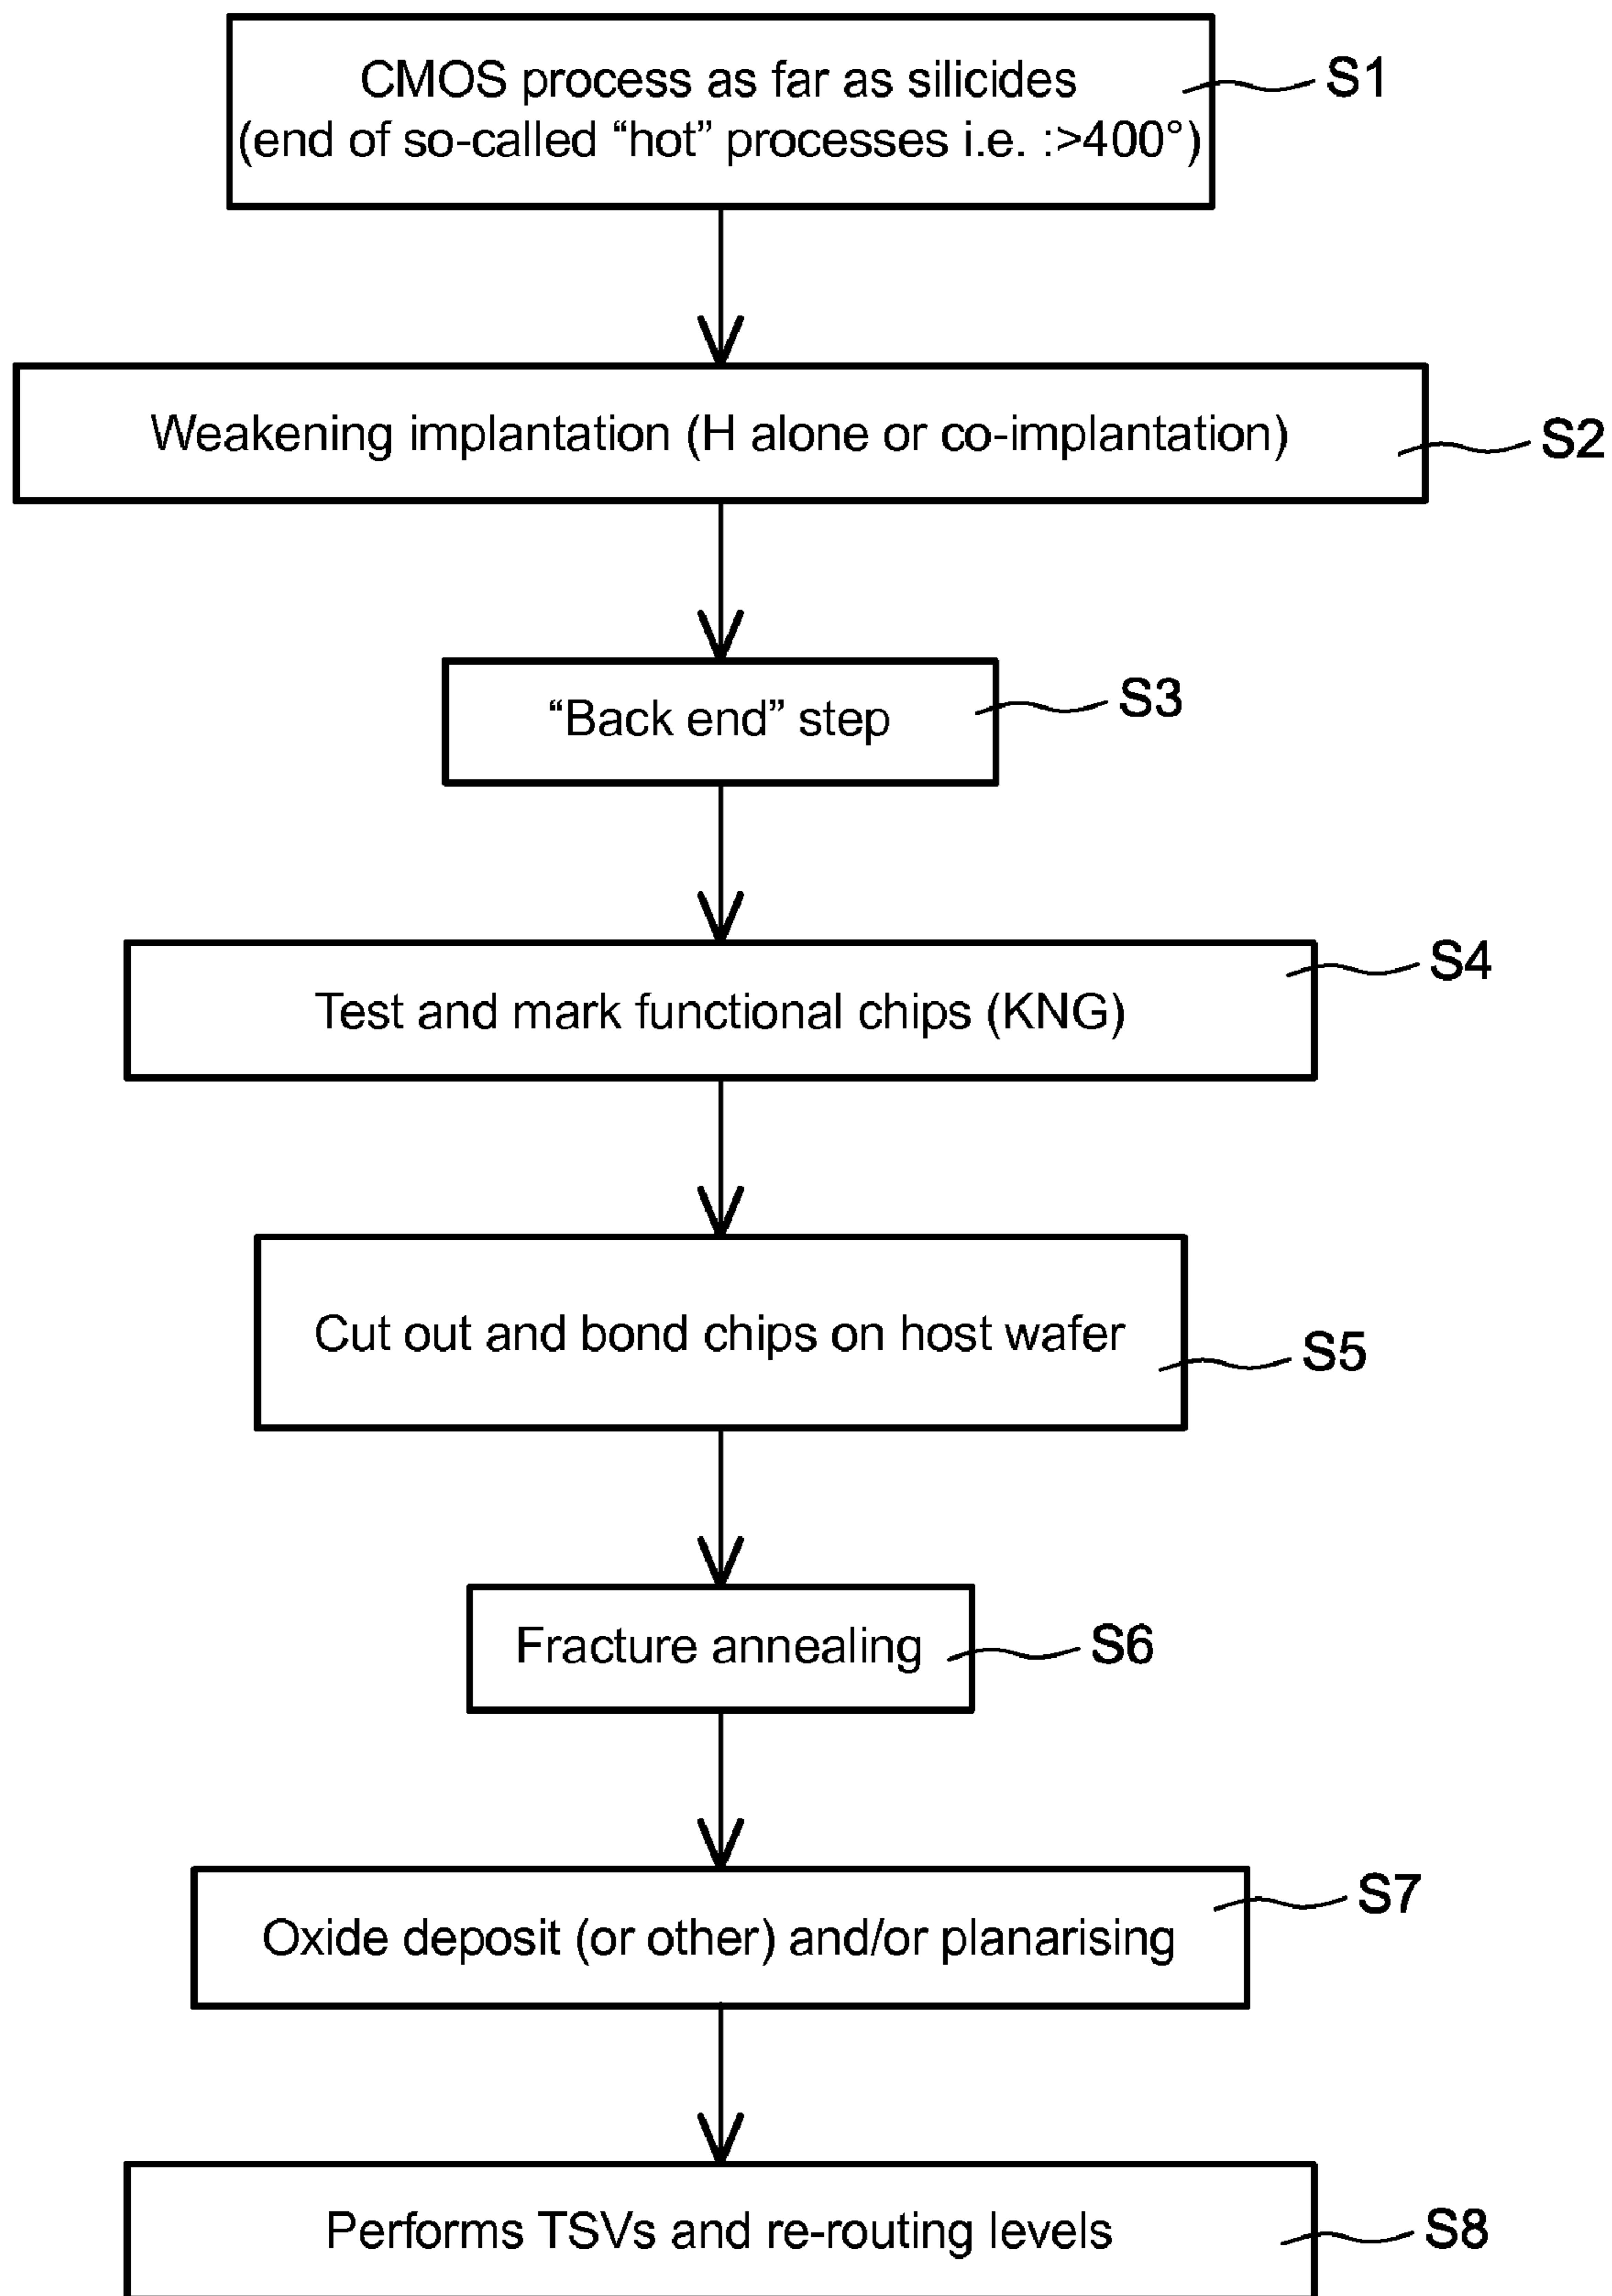 CMOS process as far as silicides
(end of so-called “hot” processes i.e. :>400°)
S1
Weakening implantation (H alone or co-implantation)
S2
“Back end” step
S3
Test and mark functional chips (KNG)
S4
Cut out and bond chips on host wafer
S5
Fracture annealing
S6
Oxide deposit (or other) and/or planarising
S7
Performs TSVs and re-routing levels
S8